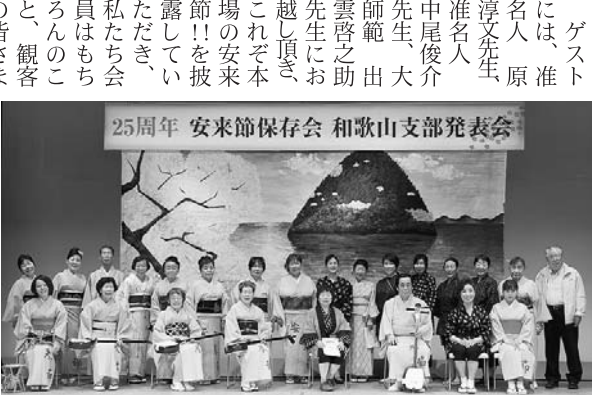 ゲスト
には、准
名人 原
淳文先生、
准名人
中尾俊介
先生、大
師範 出
雲啓之助
先生にお
越し頂き、
これぞ本
場の安来
節!!を披
露してい
ただき、
私たち会
員はもち
ろんのこ
と、観客
の皆さま
25周年 安来節保存会 和歌山支部発表会